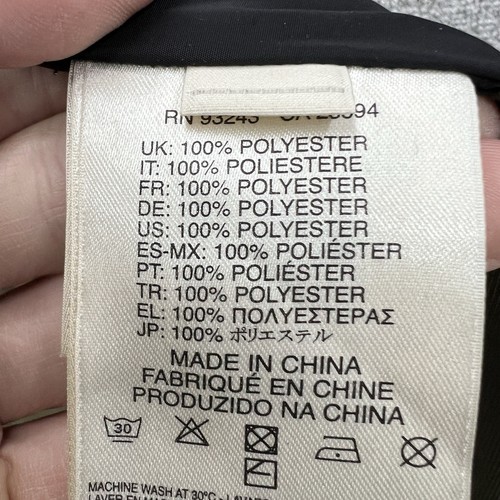 RN 93243
UK: 100% POLYESTER
IT: 100% POLIESTERE
FR: 100% POLYESTER
DE: 100% POLYESTER
US: 100% POLYESTER
ES-MX: 100% POLIÉSTER
PT: 100% POLIÉSTER
TR: 100% POLYESTER
EL: 100% ΠΟΛΥΕΣΤΕΡΑΣ
JP: 100% ポリエステル
MADE IN CHINA
FABRIQUÉ EN CHINE
PRODUZIDO NA CHINA
30
MACHINE WASH AT 30°C -